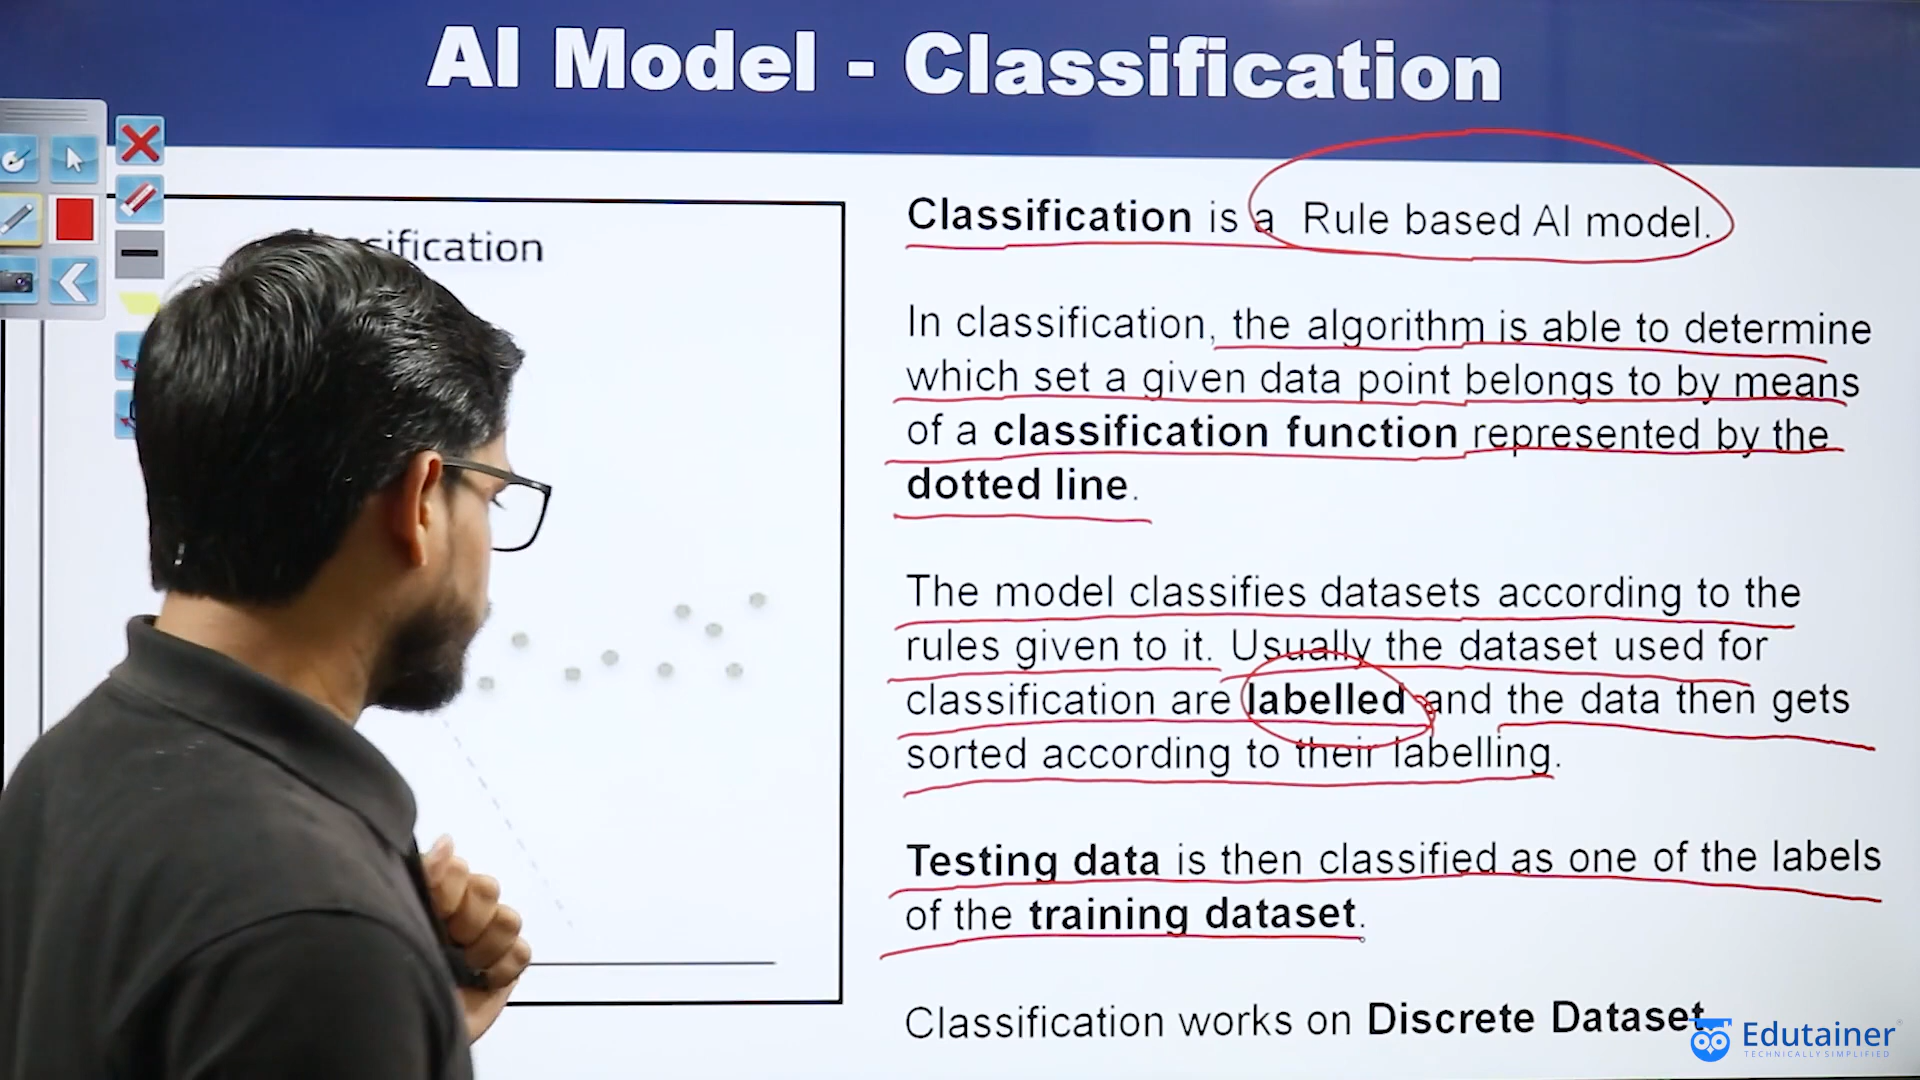 AI Model - Classification
Classification is a Rule based AI model.
In classification, the algorithm is able to determine
which set a given data point belongs to by means
of a classification function represented by the
dotted line.
The model classifies datasets according to the
rules given to it. Usually the dataset used for
classification are labelled and the data then gets
sorted according to their labelling.
Testing data is then classified as one of the labels
of the training dataset.
Classification works on Discrete Dataset
Edutainer
TECHNICALLY SIMPLIFIED